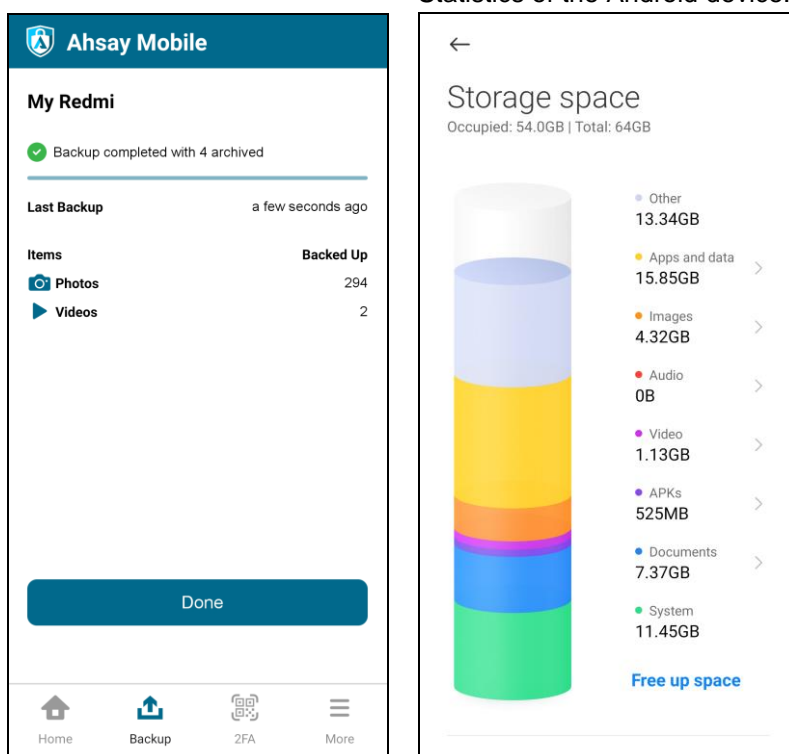 Statistics of the Android device.
Ahsay Mobile
My Redmi
Backup completed with 4 archived
Last Backup a few seconds ago
Items Backed Up
Photos 294
Videos 2
Done
Home Backup 2FA More
Storage space
Occupied: 54.0GB | Total: 64GB
Other
13.34GB
Apps and data
15.85GB
Images
4.32GB
Audio
0B
Video
1.13GB
APKs
525MB
Documents
7.37GB
System
11.45GB
Free up space